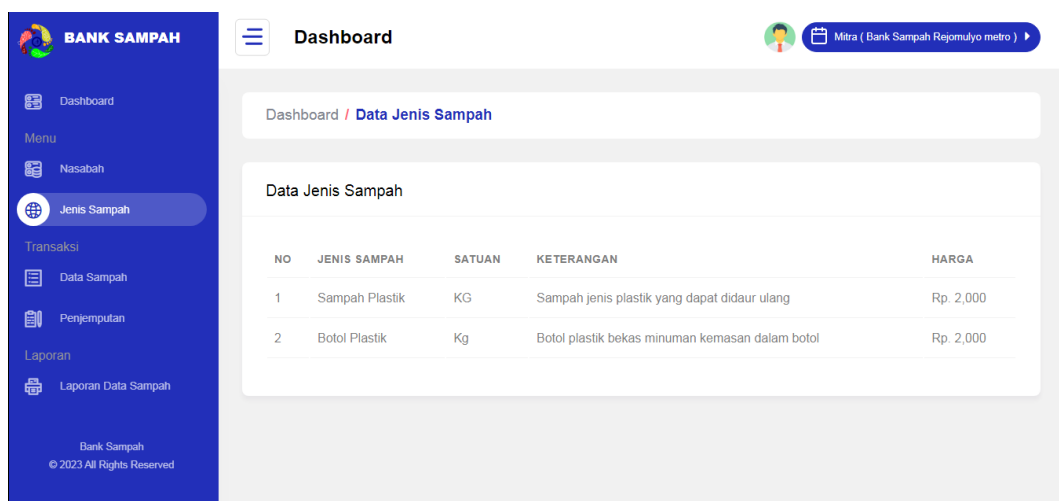 BANK SAMPAH
Dashboard
Mitra ( Bank Sampah Rejomulyo metro )
Dashboard
Menu
Nasabah
Jenis Sampah
Transaksi
Data Sampah
Penjemputan
Laporan
Laporan Data Sampah
Bank Sampah
© 2023 All Rights Reserved
Dashboard / Data Jenis Sampah
Data Jenis Sampah
NO JENIS SAMPAH SATUAN KETERANGAN HARGA
1 Sampah Plastik KG Sampah jenis plastik yang dapat didaur ulang Rp. 2,000
2 Botol Plastik Kg Botol plastik bekas minuman kemasan dalam botol Rp. 2,000